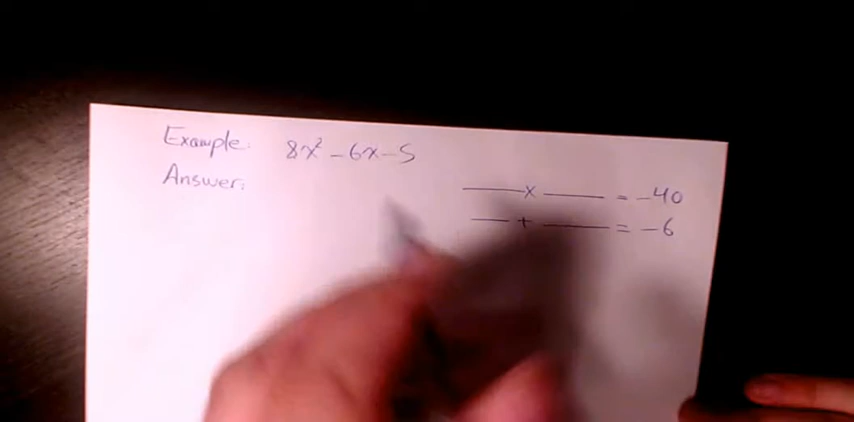 Example: 8x² - 6x - 5
Answer:
___ x ___ = -40
___ + ___ = -6